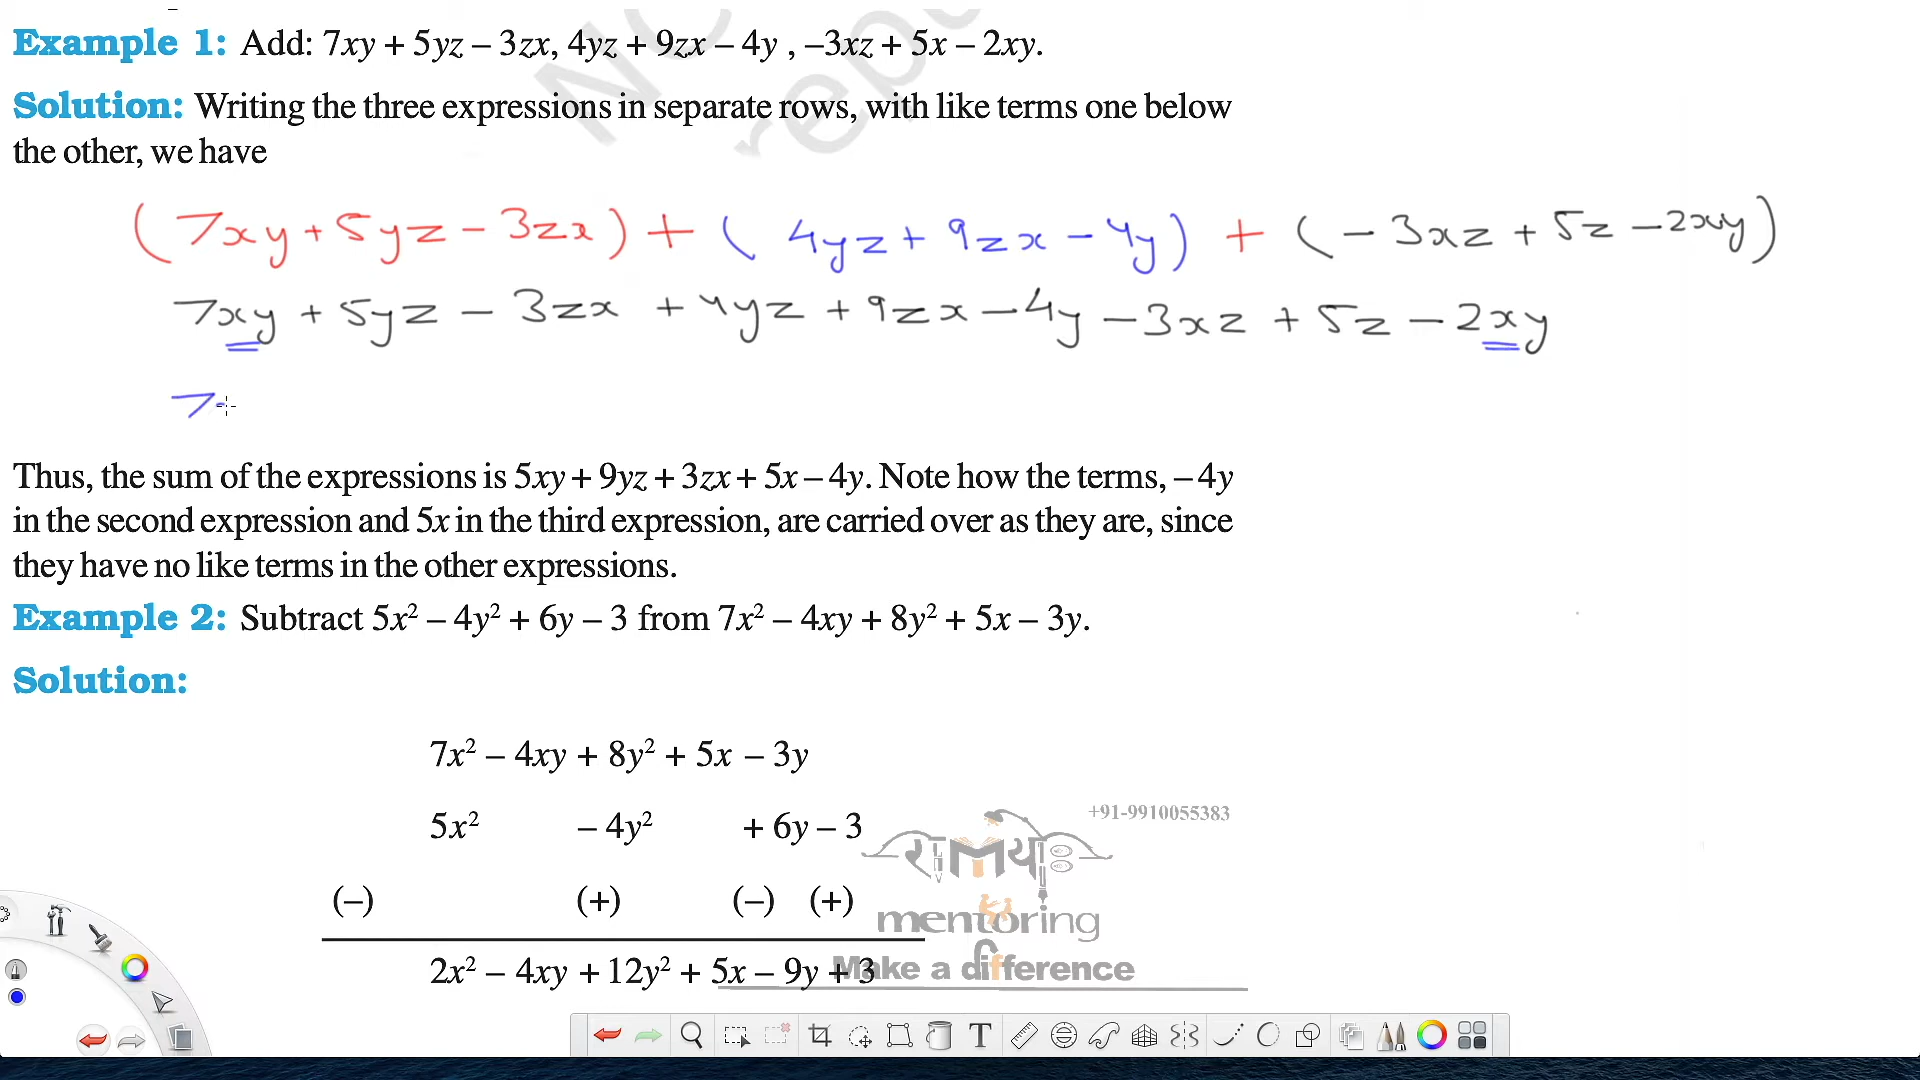 Example 1: Add: 7xy + 5yz – 3zx, 4yz + 9zx – 4y , –3xz + 5x – 2xy.
Solution: Writing the three expressions in separate rows, with like terms one below
the other, we have
(7xy + 5yz – 3zx) + (4yz + 9zx – 4y) + (– 3xz + 5z – 2xy)
7xy + 5yz – 3zx + 4yz + 9zx – 4y – 3xz + 5z – 2xy
7
Thus, the sum of the expressions is 5xy + 9yz + 3zx + 5x – 4y. Note how the terms, – 4y
in the second expression and 5x in the third expression, are carried over as they are, since
they have no like terms in the other expressions.
Example 2: Subtract 5x² – 4y² + 6y – 3 from 7x² – 4xy + 8y² + 5x – 3y.
Solution:
7x² – 4xy + 8y² + 5x – 3y
5x² – 4y² + 6y – 3
+91-9910055383
(–) (+) (–) (+)
mentoring
2x² – 4xy + 12y² + 5x – 9y + 3
Make a difference
T